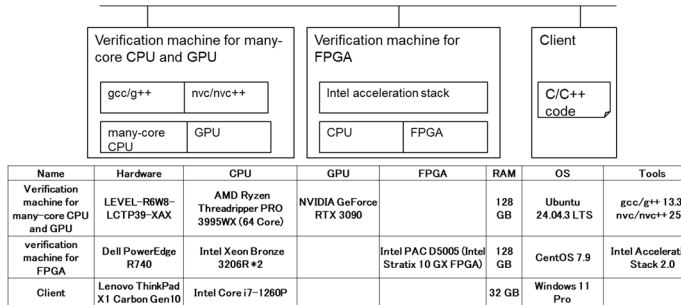 Verification machine for many-
core CPU and GPU
gcc/g++
nvc/nvc++
many-core
CPU
GPU
Verification machine for
FPGA
Intel acceleration stack
CPU
FPGA
Client
C/C++
code
Name Hardware CPU GPU FPGA RAM OS Tools
Verification
machine for
many-core CPU
and GPU
LEVEL-R6W8-
LCTP39-XAX
AMD Ryzen
Threadripper PRO
3995WX (64 Core)
NVIDIA GeForce
RTX 3090
128
GB
Ubuntu
24.04.3 LTS
gcc/g++ 13.3
nvc/nvc++ 25
verification
machine for
FPGA
Dell PowerEdge
R740
Intel Xeon Bronze
3206R *2
Intel PAC D5005 (Intel
Stratix 10 GX FPGA)
128
GB
CentOS 7.9
Intel Accelerati
Stack 2.0
Client
Lenovo ThinkPad
X1 Carbon Gen10
Intel Core i7-1260P
32 GB
Windows 11
Pro